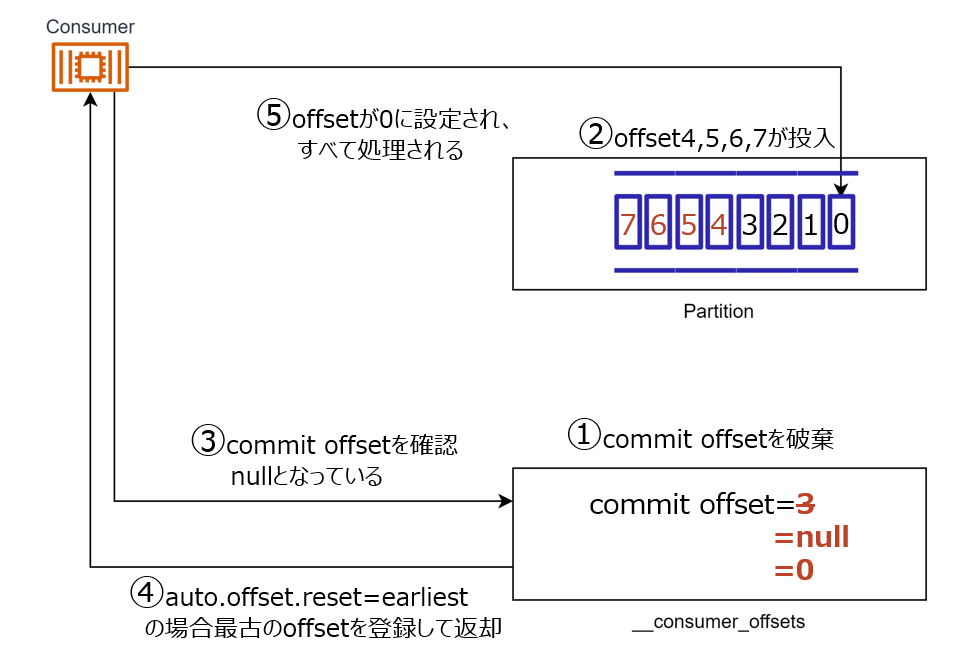 Consumer
⑤offsetが0に設定され、
すべて処理される
②offset4,5,6,7が投入
7 6 5 4 3 2 1 0
Partition
③commit offsetを確認
nullとなっている
①commit offsetを破棄
commit offset=3
=null
=0
④auto.offset.reset=earliest
の場合最古のoffsetを登録して返却
__consumer_offsets